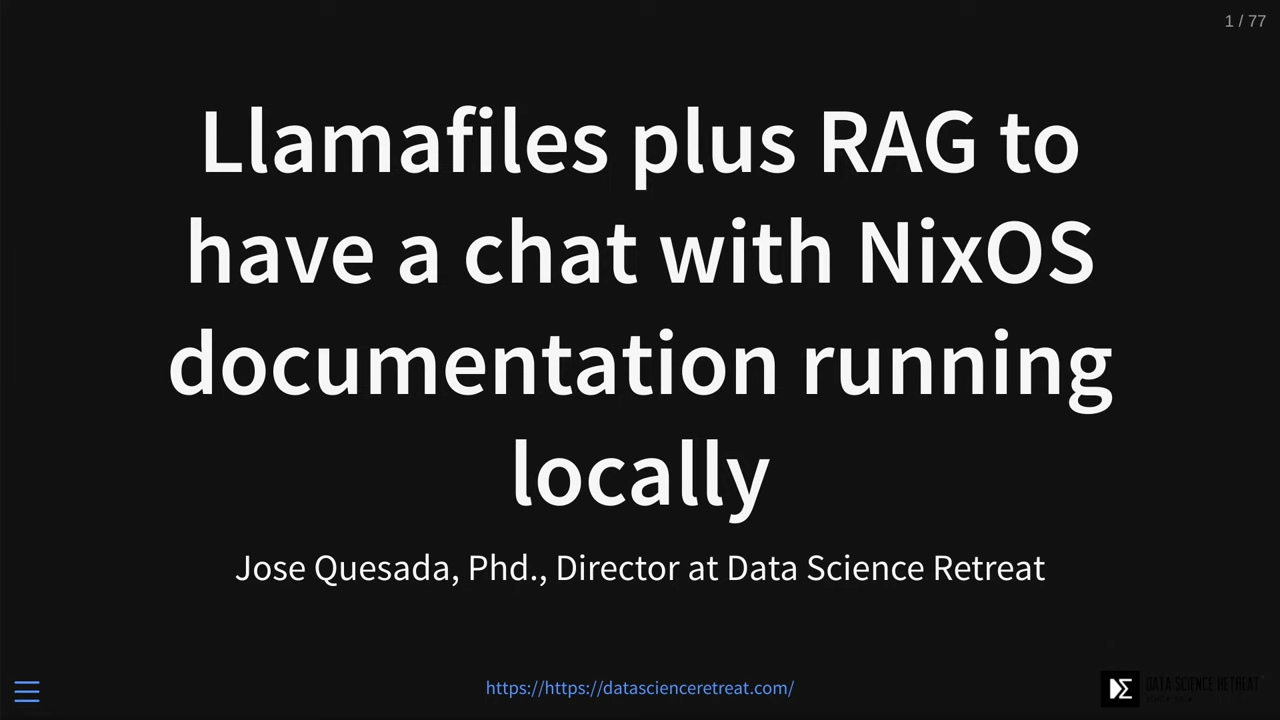 1 / 77
Llamafiles plus RAG to
have a chat with NixOS
documentation running
locally
Jose Quesada, Phd., Director at Data Science Retreat
https://https://datascienceretreat.com/
DATA SCIENCE RETREAT